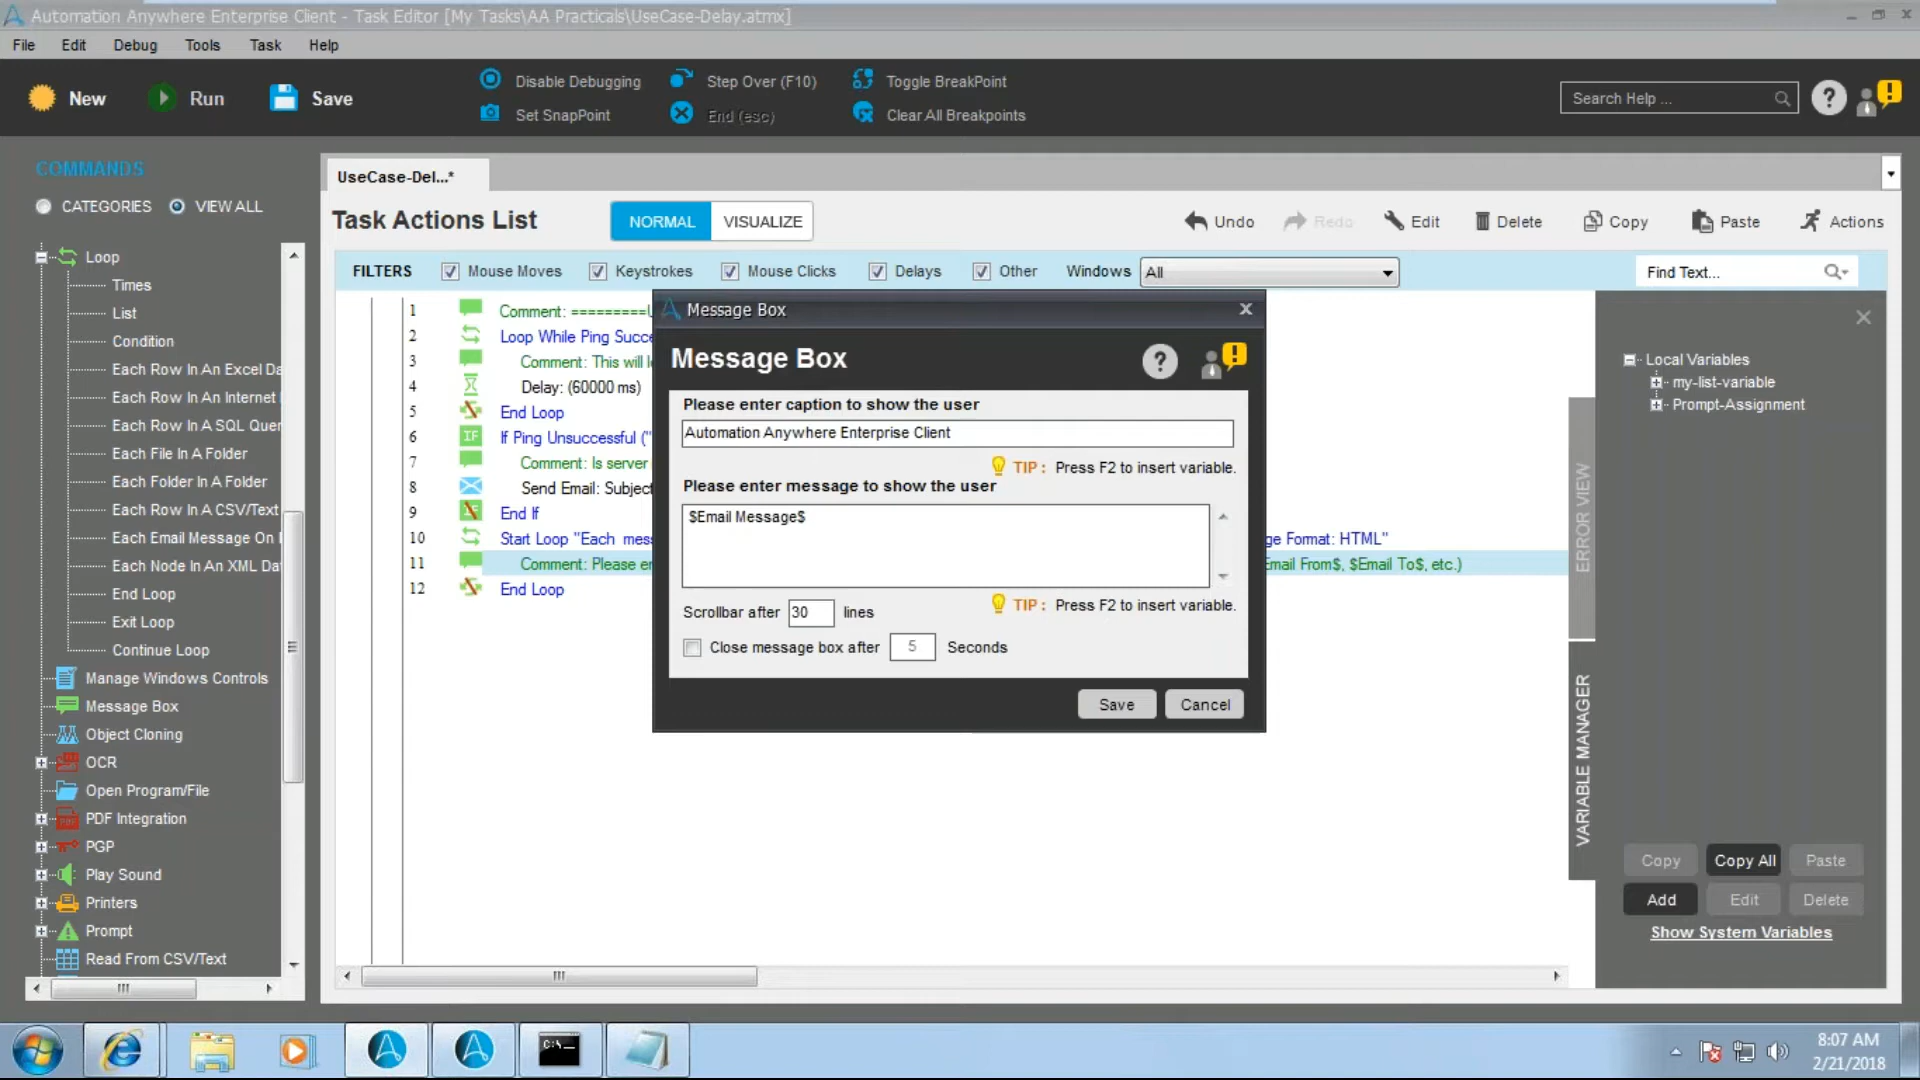 Automation Anywhere Enterprise Client - Task Editor [My Tasks\AA Practicals\UseCase-Delay.atmx]
File Edit Debug Tools Task Help
New Run Save
Disable Debugging Step Over (F10) Toggle BreakPoint
Set SnapPoint End (esc) Clear All Breakpoints
Search Help ...
COMMANDS
CATEGORIES VIEW ALL
Loop
Times
List
Condition
Each Row In An Excel Da
Each Row In An Internet
Each Row In A SQL Quer
Each File In A Folder
Each Folder In A Folder
Each Row In A CSV/Text
Each Email Message On
Each Node In An XML Da
End Loop
Exit Loop
Continue Loop
Manage Windows Controls
Message Box
Object Cloning
OCR
Open Program/File
PDF Integration
PGP
Play Sound
Printers
Prompt
Read From CSV/Text
UseCase-Del...*
Task Actions List NORMAL VISUALIZE
Undo Redo Edit Delete Copy Paste Actions
FILTERS Mouse Moves Keystrokes Mouse Clicks Delays Other Windows All Find Text...
1 Comment: =========
2 Loop While Ping Succe
3 Comment: This will l
4 Delay: (60000 ms)
5 End Loop
6 IF If Ping Unsuccessful ("
7 Comment: Is server
8 Send Email: Subject
9 End If
10 Start Loop "Each mess ge Format: HTML"
11 Comment: Please en Email From$, $Email To$, etc.)
12 End Loop
Message Box
Message Box
Please enter caption to show the user
Automation Anywhere Enterprise Client
TIP : Press F2 to insert variable.
Please enter message to show the user
$Email Message$
TIP : Press F2 to insert variable.
Scrollbar after 30 lines
Close message box after 5 Seconds
Save Cancel
ERROR VIEW
VARIABLE MANAGER
Local Variables
my-list-variable
Prompt-Assignment
Copy Copy All Paste
Add Edit Delete
Show System Variables
8:07 AM
2/21/2018